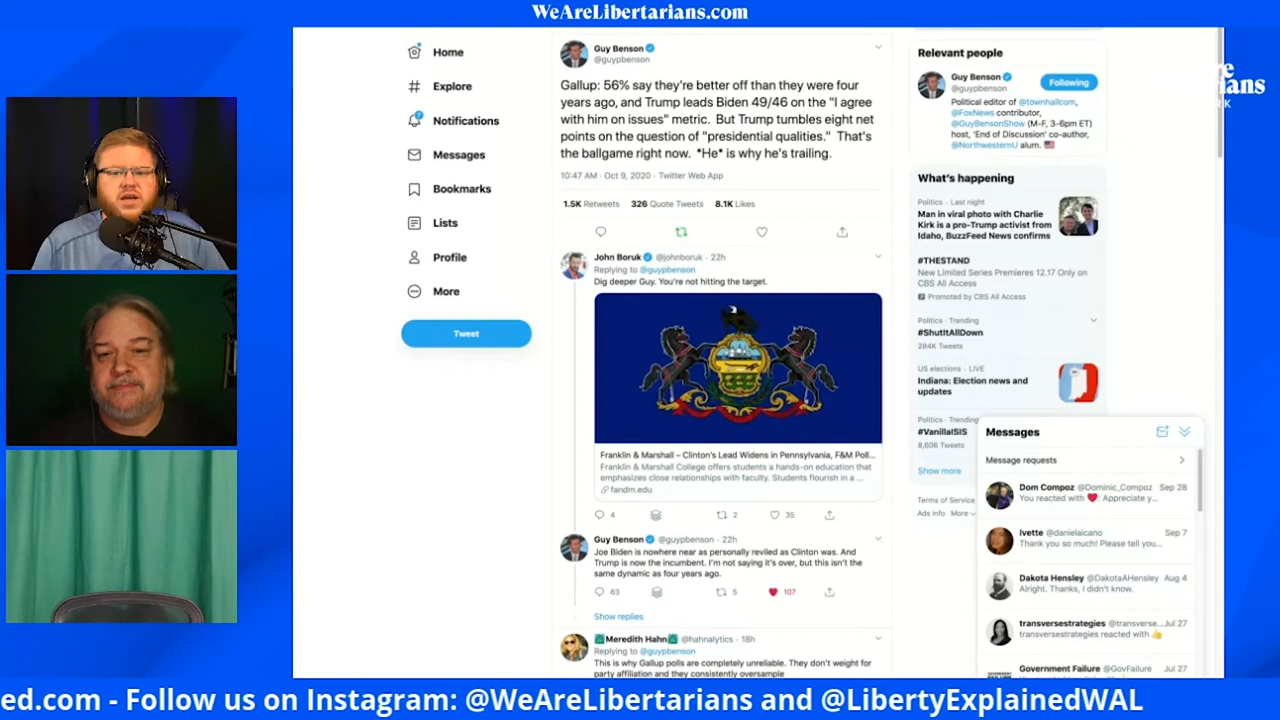 WeAreLibertarians.com
Home
Explore
Notifications
Messages
Bookmarks
Lists
Profile
More
Tweet
Guy Benson
@guypbenson
Gallup: 56% say they're better off than they were four
years ago, and Trump leads Biden 49/46 on the "I agree
with him on issues" metric. But Trump tumbles eight net
points on the question of "presidential qualities." That's
the ballgame right now. *He* is why he's trailing.
10:47 AM · Oct 9, 2020 · Twitter Web App
1.5K Retweets 326 Quote Tweets 8.1K Likes
John Boruk @johnboruk · 22h
Replying to @guypbenson
Dig deeper Guy. You're not hitting the target.
Franklin & Marshall – Clinton's Lead Widens in Pennsylvania, F&M Poll...
Franklin & Marshall College offers students a hands-on education that
emphasizes close relationships with faculty. Students flourish in a ...
fandm.edu
4 2 35
Guy Benson @guypbenson · 22h
Joe Biden is nowhere near as personally reviled as Clinton was. And
Trump is now the incumbent. I'm not saying it's over, but this isn't the
same dynamic as four years ago.
63 5 107
Show replies
Meredith Hahn @hahnalytics · 18h
Replying to @guypbenson
This is why Gallup polls are completely unreliable. They don't weight for
party affiliation and they consistently oversample
Relevant people
Guy Benson
@guypbenson
Following
Political editor of @townhallcom,
@FoxNews contributor,
@GuyBensonShow (M-F, 3-6pm ET)
host, 'End of Discussion' co-author,
@NorthwesternU alum.
What's happening
Politics · Last night
Man in viral photo with Charlie
Kirk is a pro-Trump activist from
Idaho, BuzzFeed News confirms
#THESTAND
New Limited Series Premieres 12.17 Only on
CBS All Access
Promoted by CBS All Access
Politics · Trending
#ShutItAllDown
284K Tweets
US elections · LIVE
Indiana: Election news and
updates
Politics · Trending
#VanillaISIS
8,606 Tweets
Show more
Terms of Service
Ads info More
Messages
Message requests
Dom Compoz @Dominic_Compoz Sep 28
You reacted with ❤: Appreciate y...
Ivette @danielaicano Sep 7
Thank you so much! Please tell you...
Dakota Hensley @DakotaAHensley Aug 4
Alright. Thanks, I didn't know.
transversestrategies @transverse... Jul 27
transversestrategies reacted with 👍
Government Failure @GovFailure Jul 27
ed.com - Follow us on Instagram: @WeAreLibertarians and @LibertyExplainedWAL